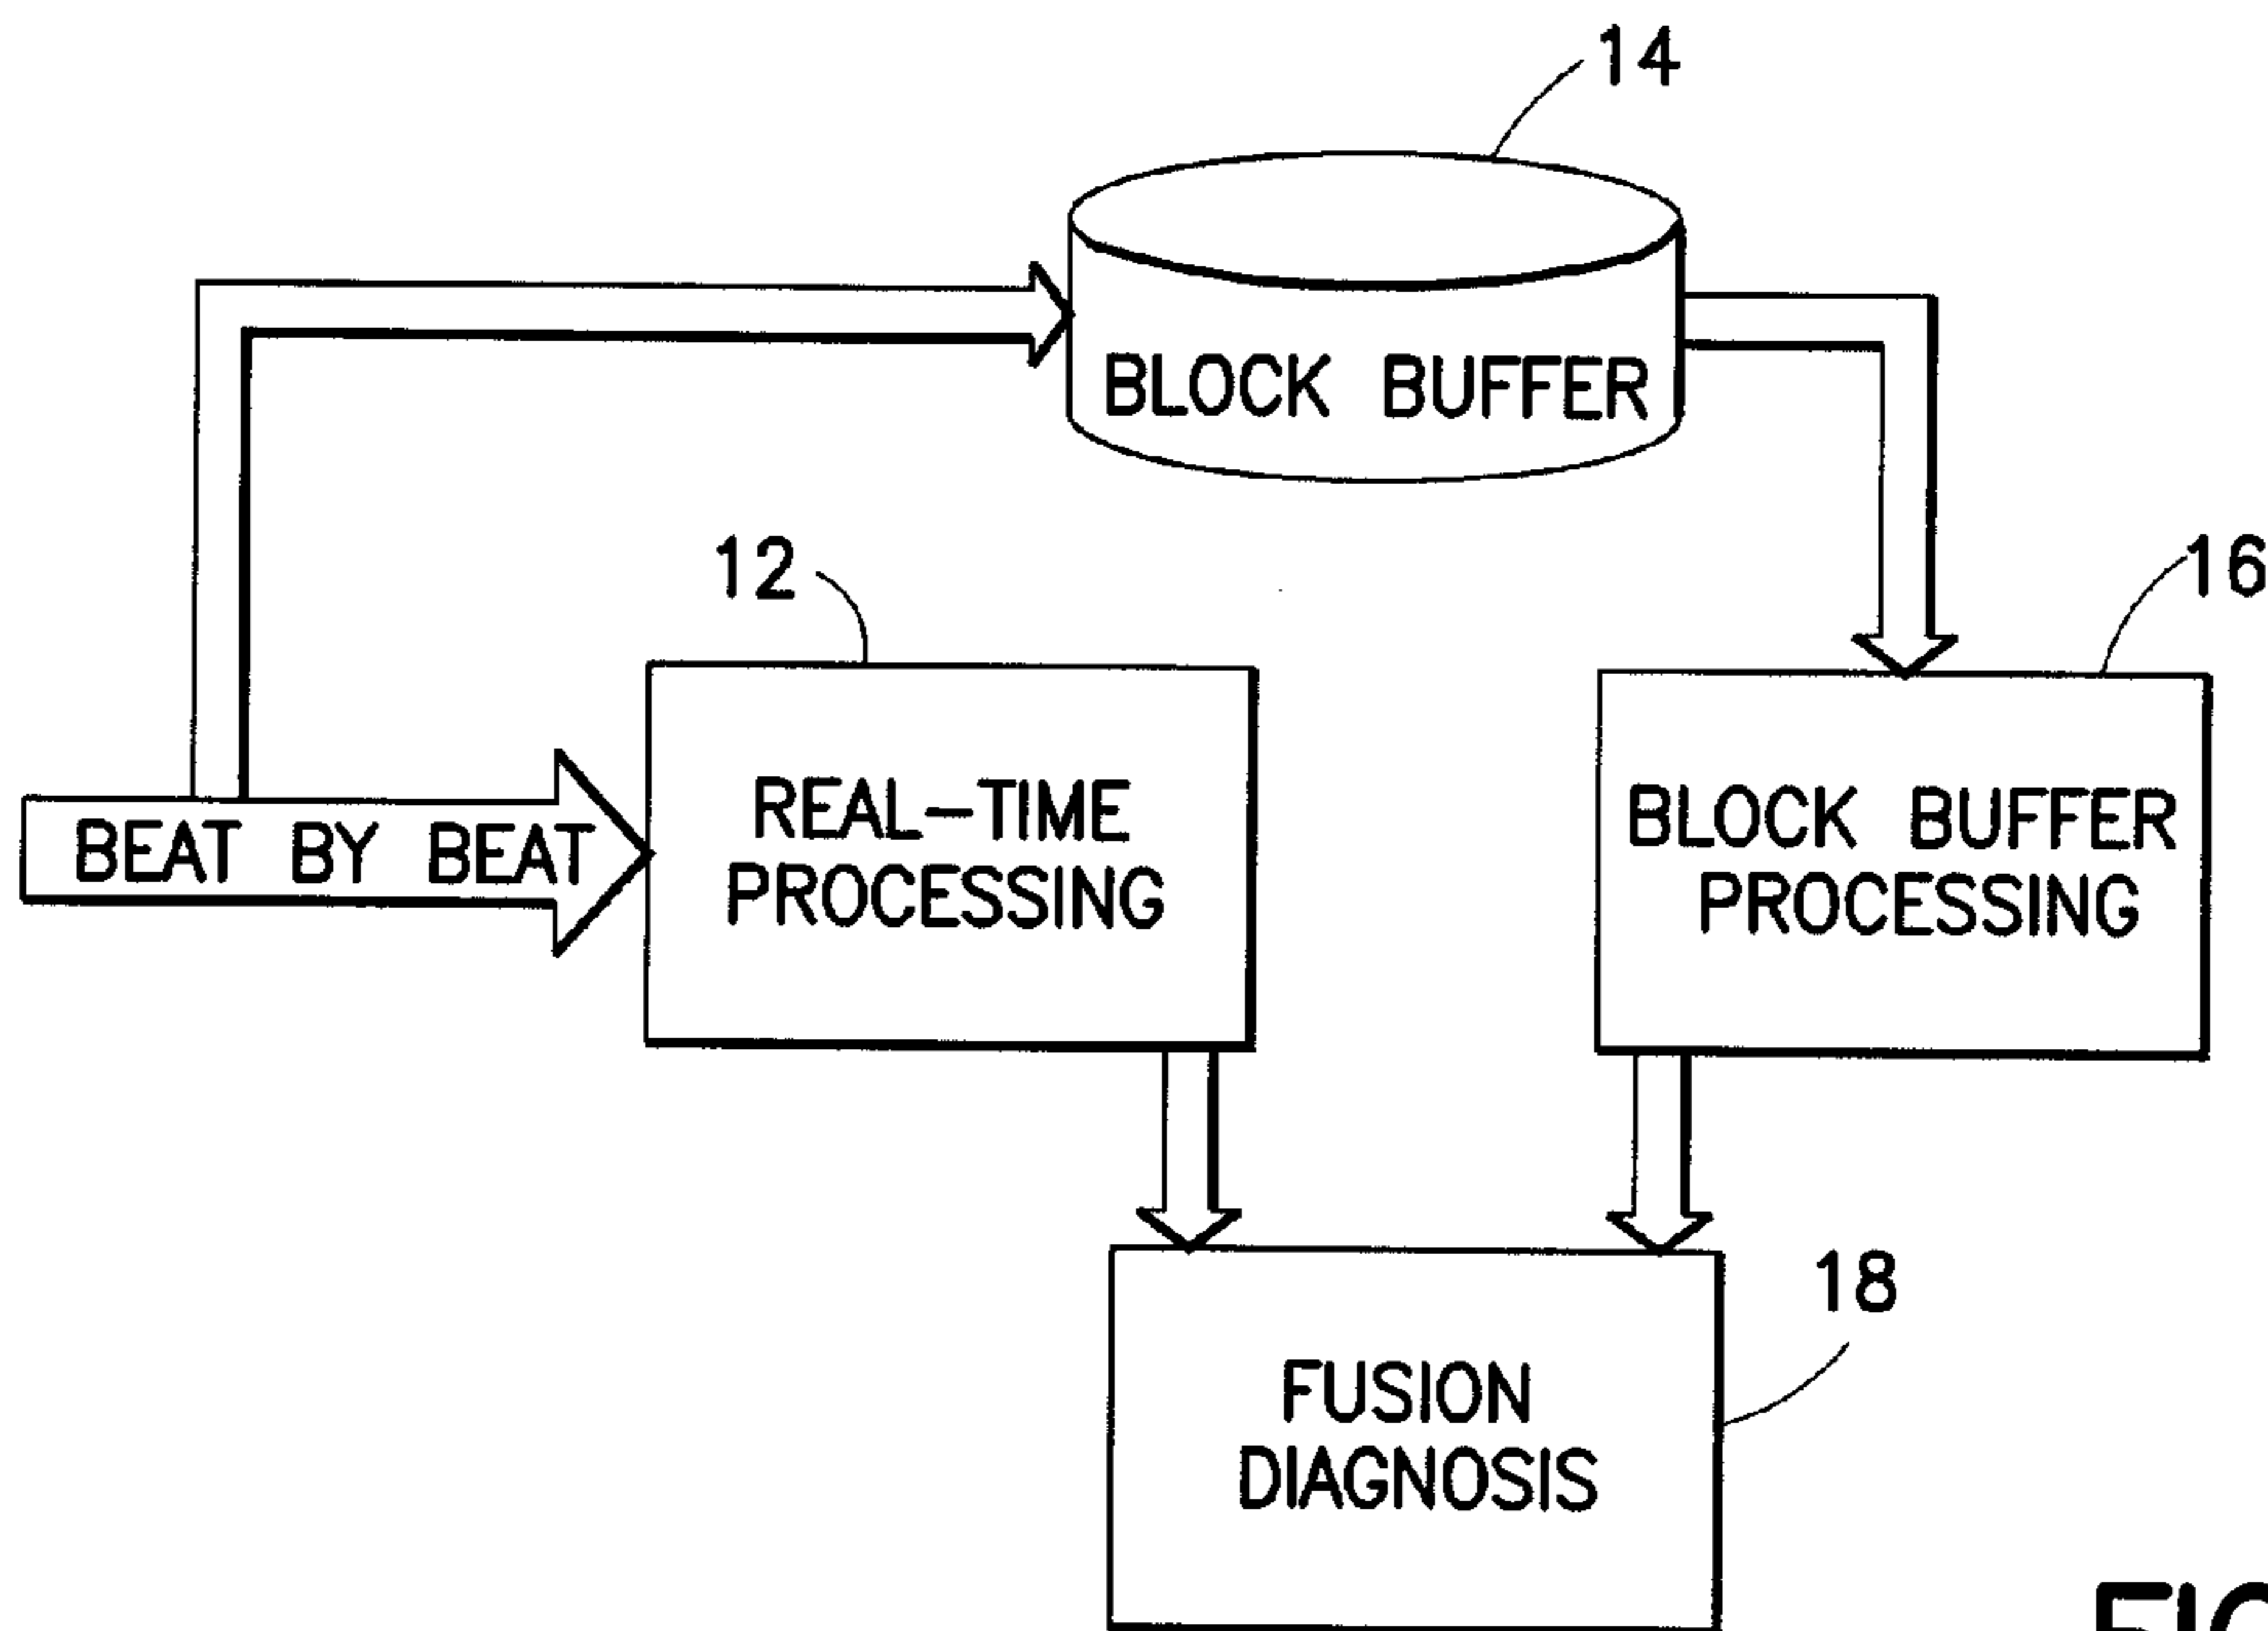 14
BLOCK BUFFER
12
16
BEAT BY BEAT
REAL-TIME
PROCESSING
BLOCK BUFFER
PROCESSING
18
FUSION
DIAGNOSIS